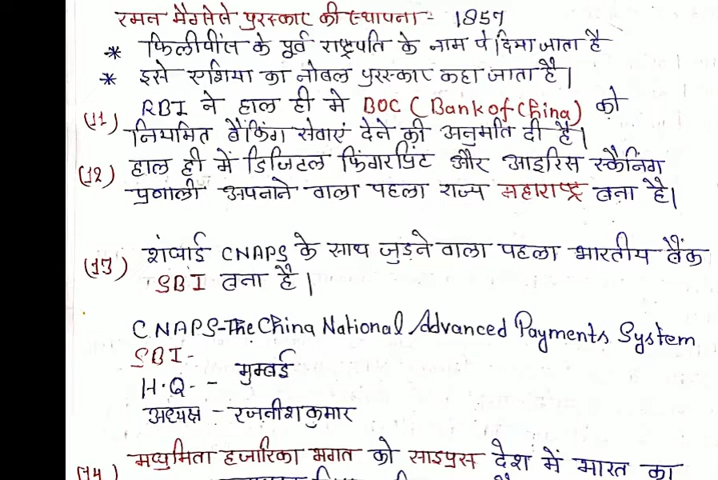 रमन मैगसेसे पुरस्कार की स्थापना - 1957
* फिलीपींस के पूर्व राष्ट्रपति के नाम पे दिया जाता है
* इसे एशिया का नोबल पुरस्कार कहा जाता है।
(11) RBI ने हाल ही मे BOC (Bank of China) को
नियमित बैंकिंग सेवाएं देने की अनुमति दी है।
(12) हाल ही में डिजिटल फिंगरप्रिंट और आइरिस स्कैनिंग
प्रणाली अपनाने वाला पहला राज्य महाराष्ट्र बना है।
(13) शंघाई CNAPS के साथ जुड़ने वाला पहला भारतीय बैंक
SBI बना है।
CNAPS-The China National Advanced Payments System
SBI-
H.Q. - मुम्बई
अध्यक्ष - रजनीश कुमार
(14) मधुमिता हजारिका भगत को साइप्रस देश में भारत का